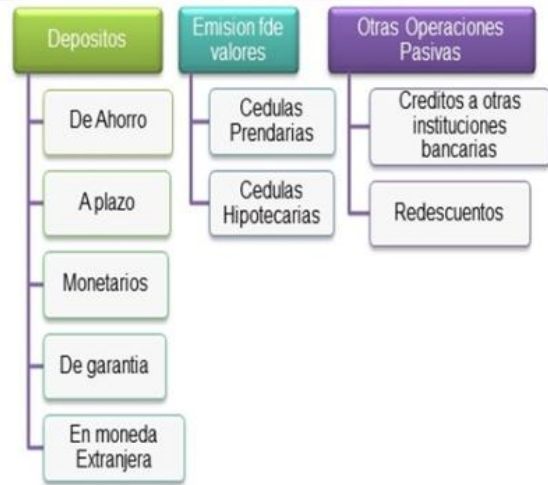 Depositos
De Ahorro
A plazo
Monetarios
De garantia
En moneda
Extranjera
Emision fde
valores
Cedulas
Prendarias
Cedulas
Hipotecarias
Otras Operaciones
Pasivas
Creditos a otras
instituciones
bancarias
Redescuentos